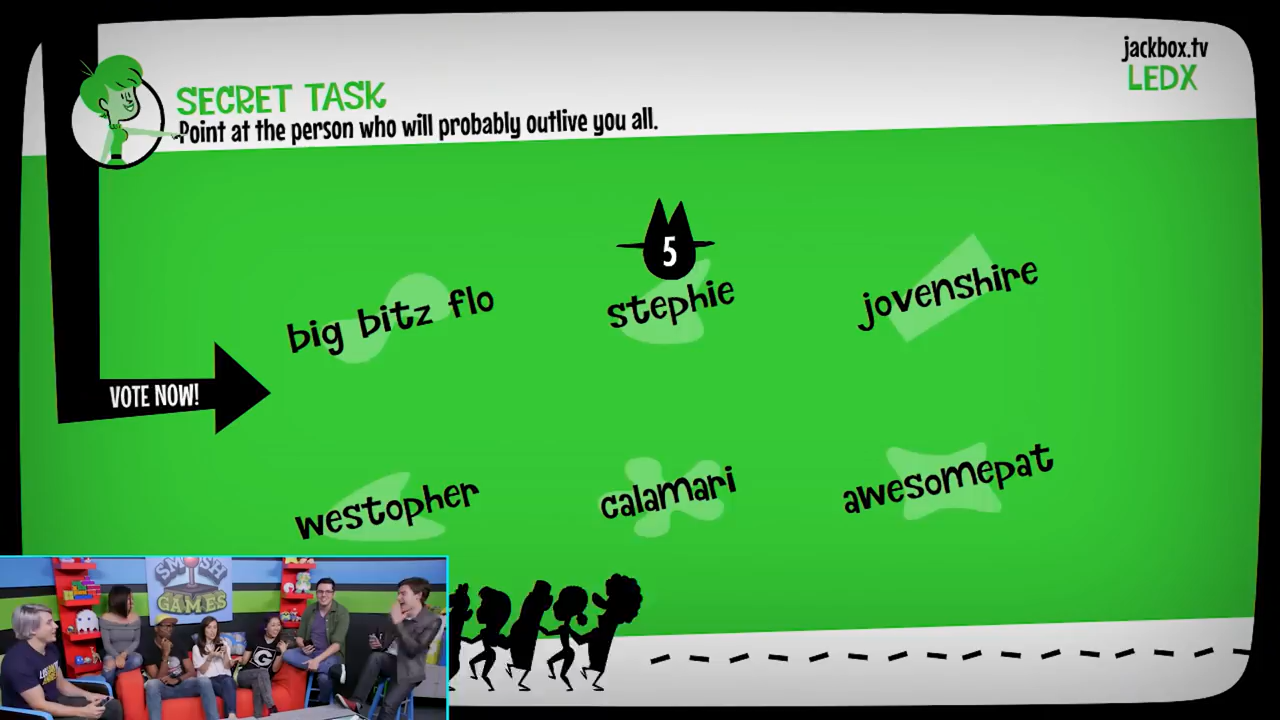 jackbox.tv
LEDX
SECRET TASK
Point at the person who will probably outlive you all.
5
big bitz flo
stephie
jovenshire
VOTE NOW!
westopher
calamari
awesomepat
SMOSH
GAMES
G